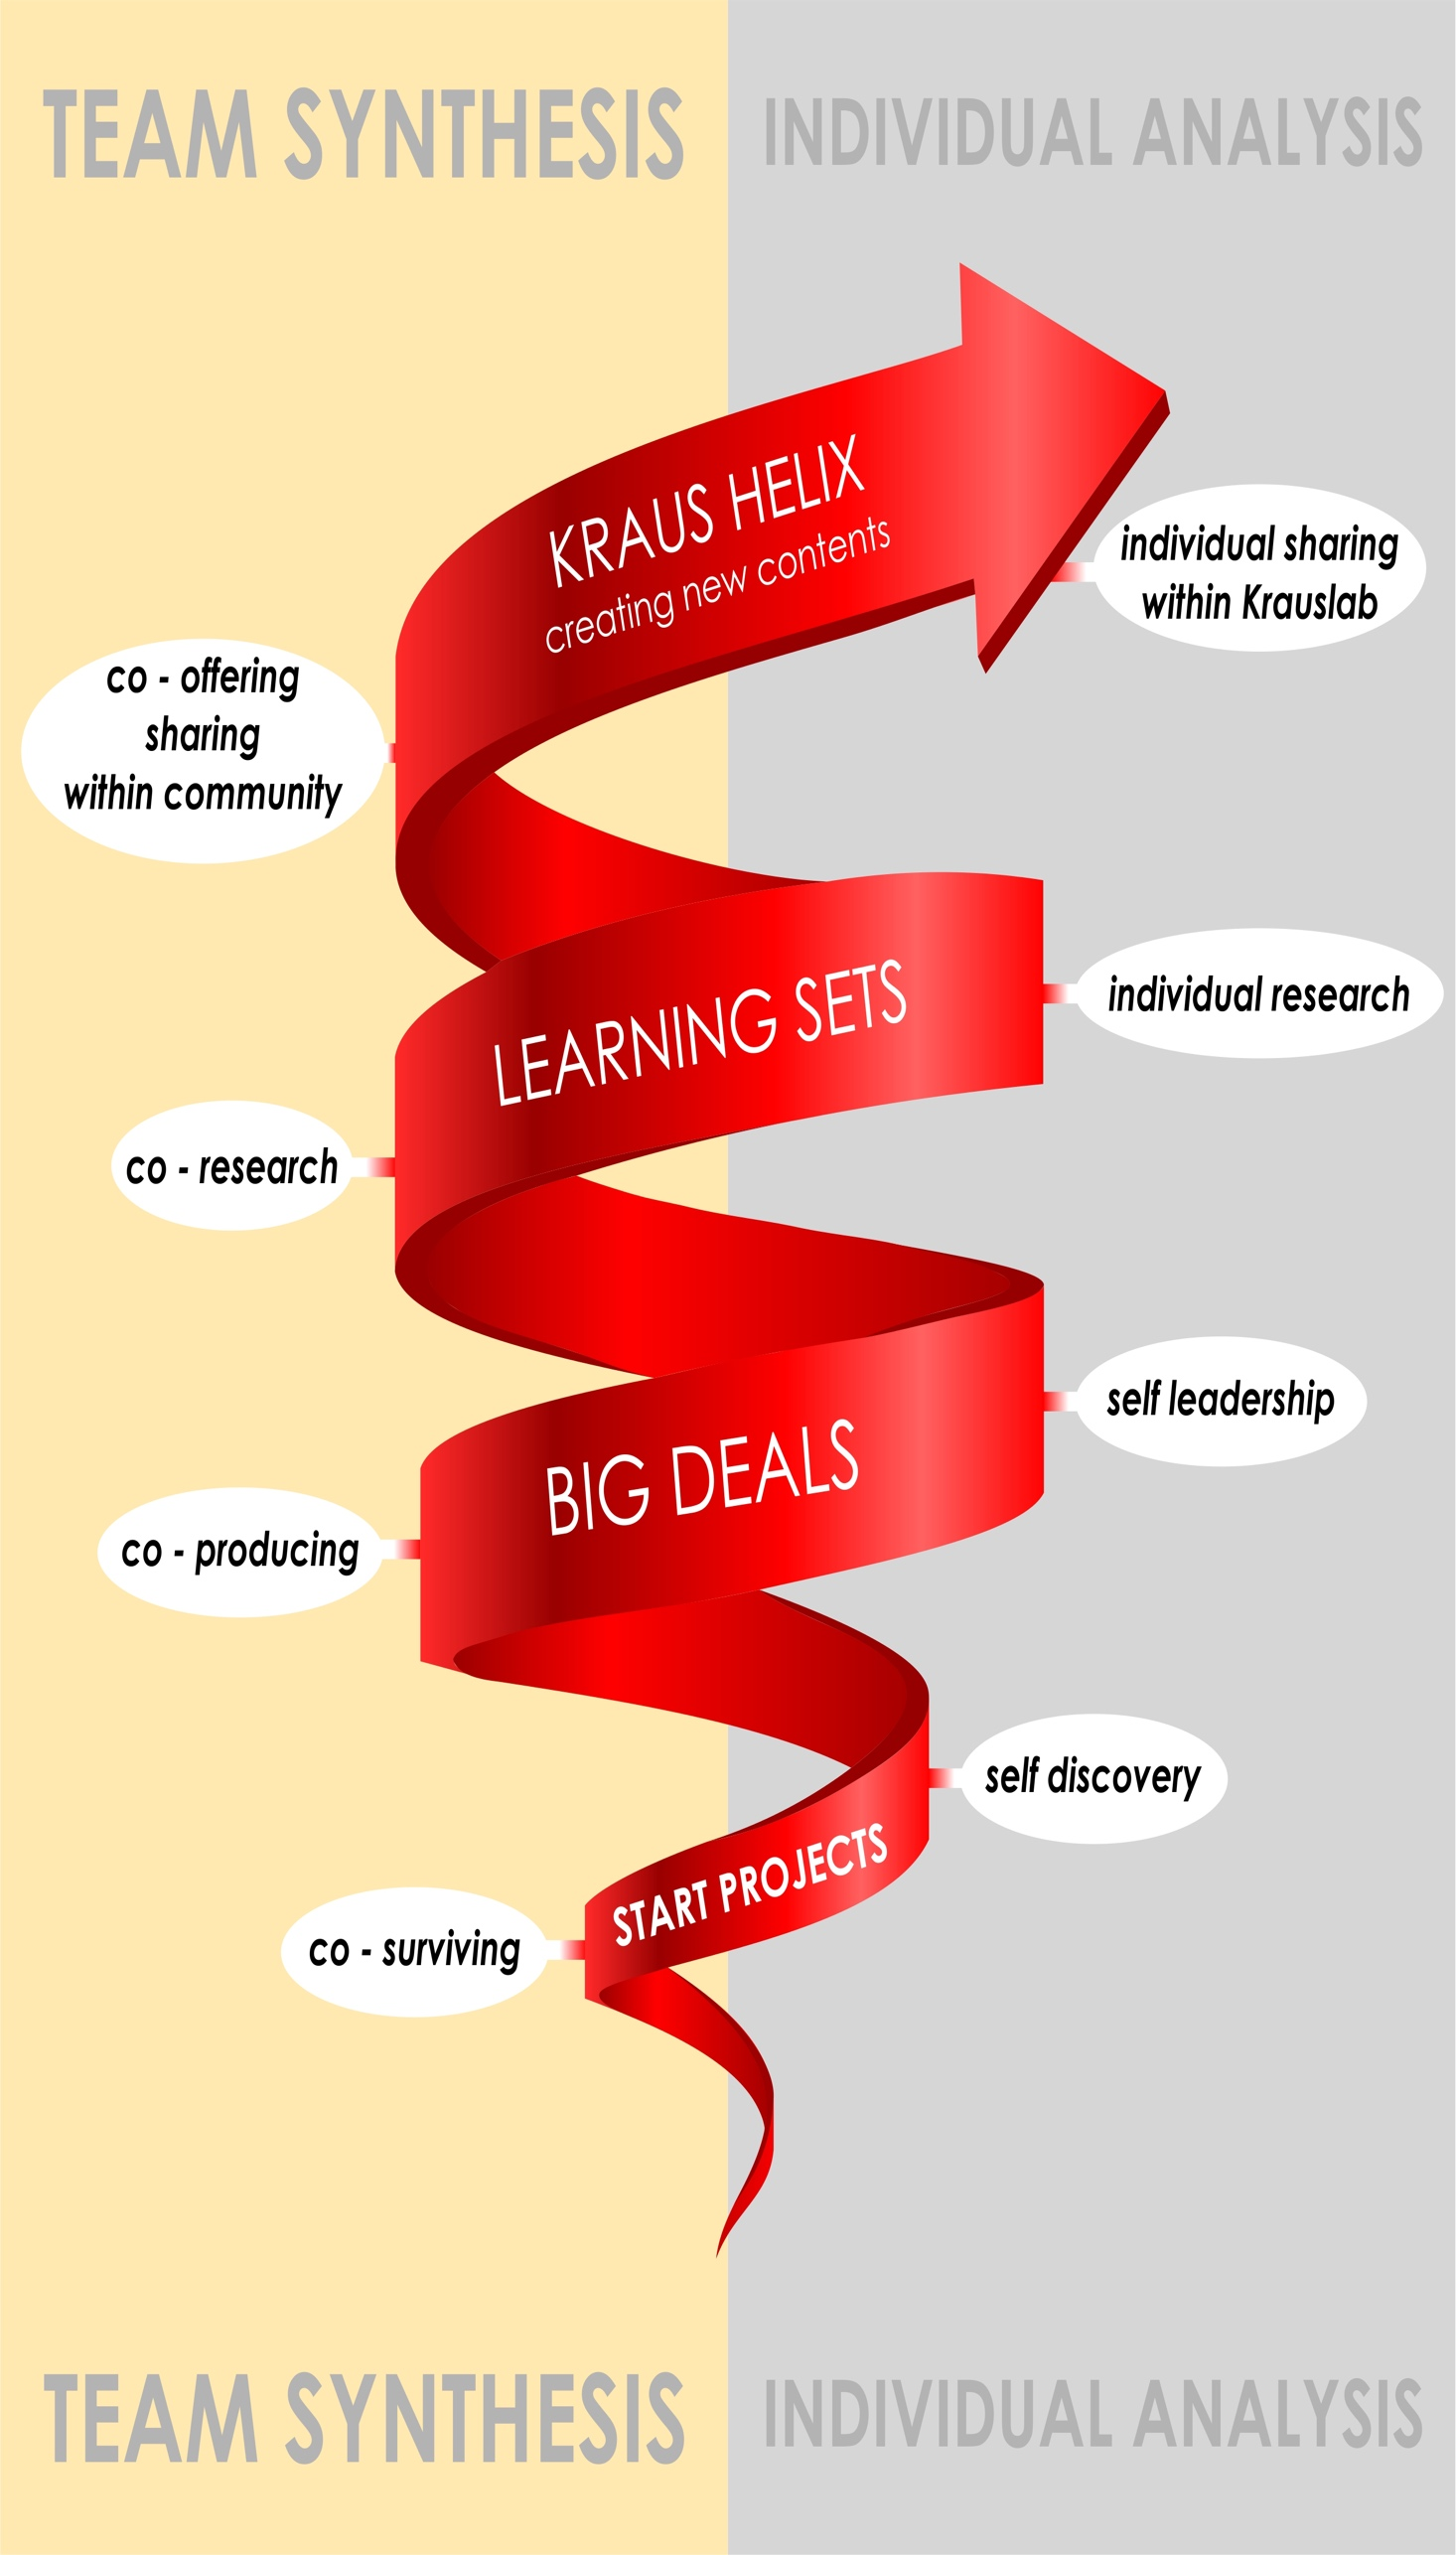 TEAM SYNTHESIS
INDIVIDUAL ANALYSIS
KRAUS HELIX
creating new contents
individual sharing
within Krauslab
co - offering
sharing
within community
LEARNING SETS
individual research
co - research
self leadership
BIG DEALS
co - producing
self discovery
START PROJECTS
co - surviving
TEAM SYNTHESIS
INDIVIDUAL ANALYSIS